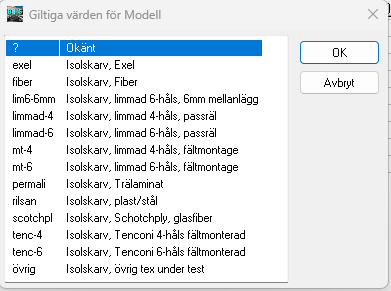 Giltiga värden för Modell
? Okänt
exel Isolskarv, Exel
fiber Isolskarv, Fiber
lim6-6mm Isolskarv, limmad 6-håls, 6mm mellanlägg
limmad-4 Isolskarv, limmad 4-håls, passräl
limmad-6 Isolskarv, limmad 6-håls, passräl
mt-4 Isolskarv, limmad 4-håls, fältmontage
mt-6 Isolskarv, limmad 6-håls, fältmontage
permali Isolskarv, Trälaminat
rilsan Isolskarv, plast/stål
scotchpl Isolskarv, Schotchply, glasfiber
tenc-4 Isolskarv, Tenconi 4-håls fältmonterad
tenc-6 Isolskarv, Tenconi 6-håls fältmonterad
övrig Isolskarv, övrig tex under test
OK
Avbryt